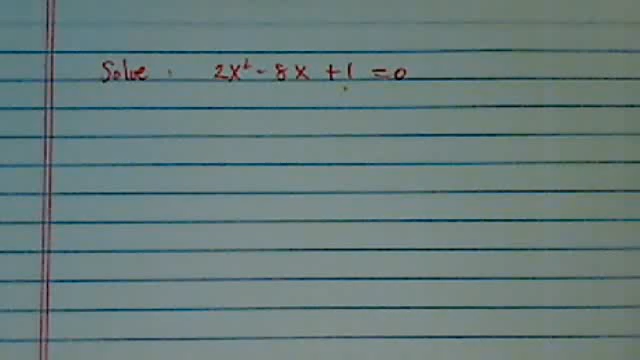 Solve : 2x² - 8x + 1 = 0